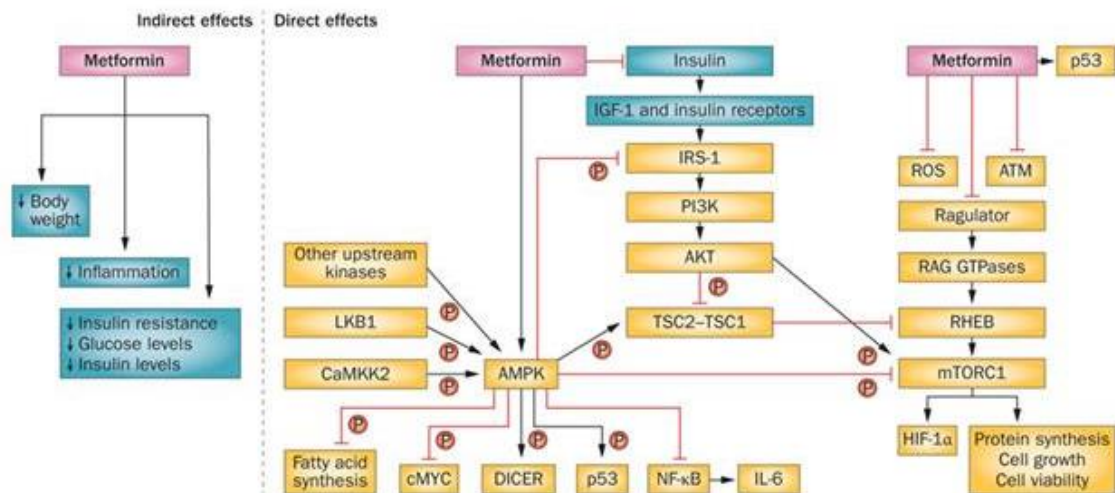 Indirect effects
Direct effects
Metformin
↓ Body
weight
↓ Inflammation
↓ Insulin resistance
↓ Glucose levels
↓ Insulin levels
Metformin
Insulin
IGF-1 and insulin receptors
IRS-1
P
PI3K
AKT
P
TSC2–TSC1
Other upstream
kinases
P
LKB1
P
CaMKK2
P
AMPK
P
P
P
Fatty acid
synthesis
P
cMYC
P
DICER
P
p53
P
NF-κB
IL-6
Metformin
p53
ROS
ATM
Ragulator
RAG GTPases
RHEB
mTORC1
HIF-1α
Protein synthesis
Cell growth
Cell viability